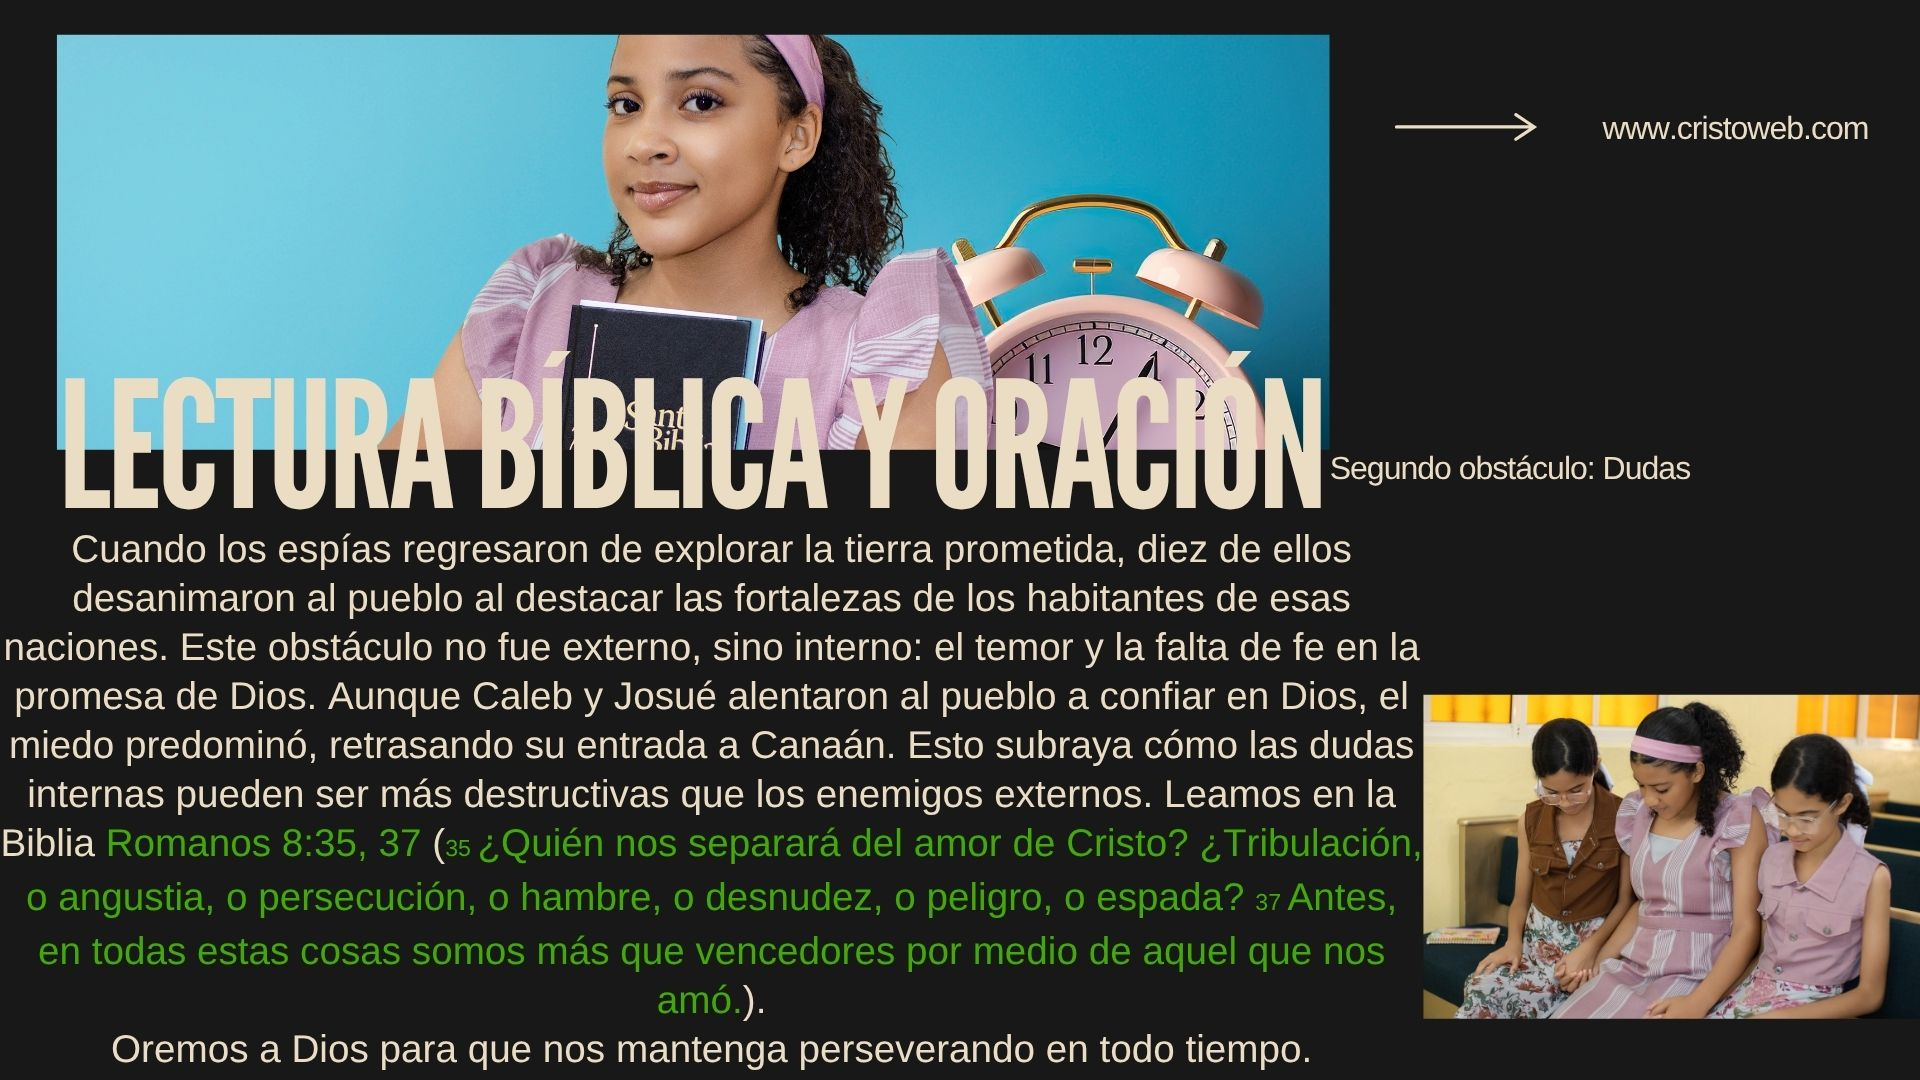 www.cristoweb.com
11 12 1
2
Santa
Biblia
LECTURA BÍBLICA Y ORACIÓN
Segundo obstáculo: Dudas
Cuando los espías regresaron de explorar la tierra prometida, diez de ellos
desanimaron al pueblo al destacar las fortalezas de los habitantes de esas
naciones. Este obstáculo no fue externo, sino interno: el temor y la falta de fe en la
promesa de Dios. Aunque Caleb y Josué alentaron al pueblo a confiar en Dios, el
miedo predominó, retrasando su entrada a Canaán. Esto subraya cómo las dudas
internas pueden ser más destructivas que los enemigos externos. Leamos en la
Biblia Romanos 8:35, 37 (35 ¿Quién nos separará del amor de Cristo? ¿Tribulación,
o angustia, o persecución, o hambre, o desnudez, o peligro, o espada? 37 Antes,
en todas estas cosas somos más que vencedores por medio de aquel que nos
amó.).
Oremos a Dios para que nos mantenga perseverando en todo tiempo.